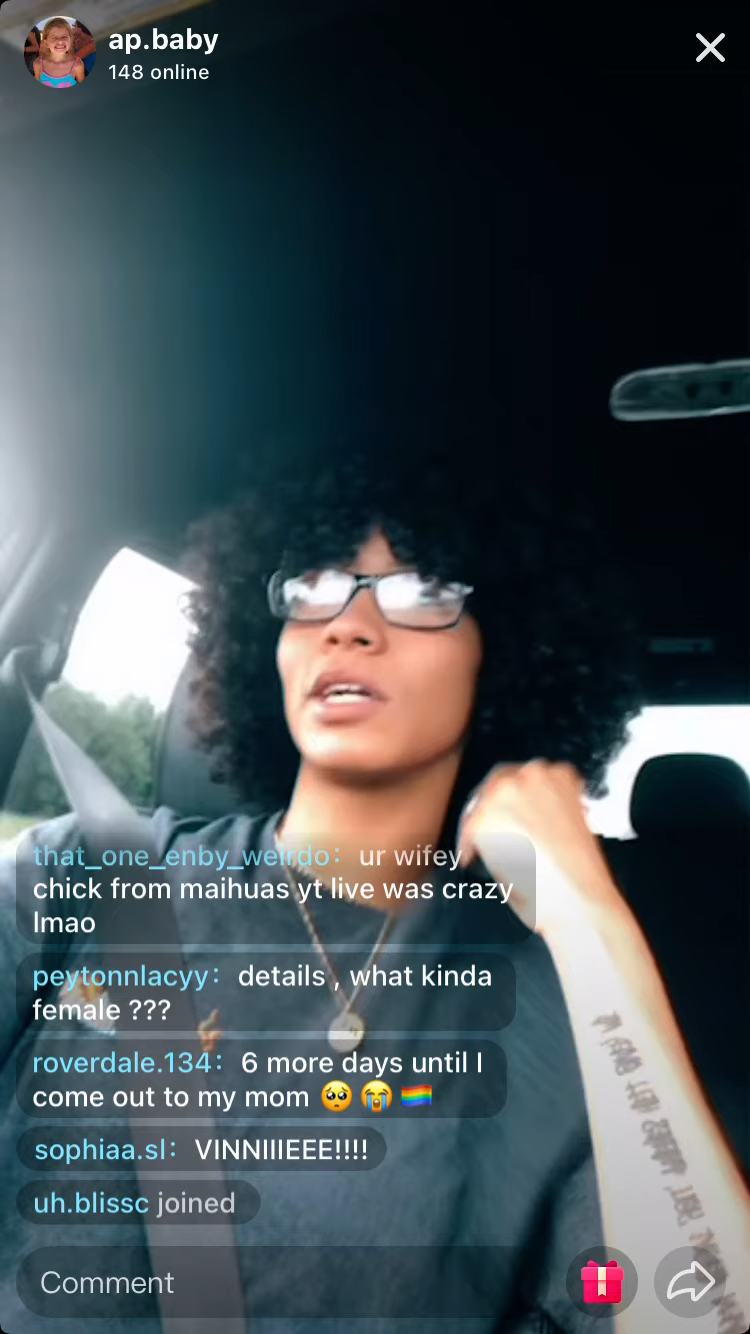 ap.baby
148 online
that_one_enby_weirdo: ur wifey
chick from maihuas yt live was crazy
lmao
peytonnlacyy: details , what kinda
female ???
roverdale.134: 6 more days until I
come out to my mom 🥺 😭 🏳️‍🌈
sophiaa.sl: VINNIIIEEE!!!!
uh.blissc joined
Comment